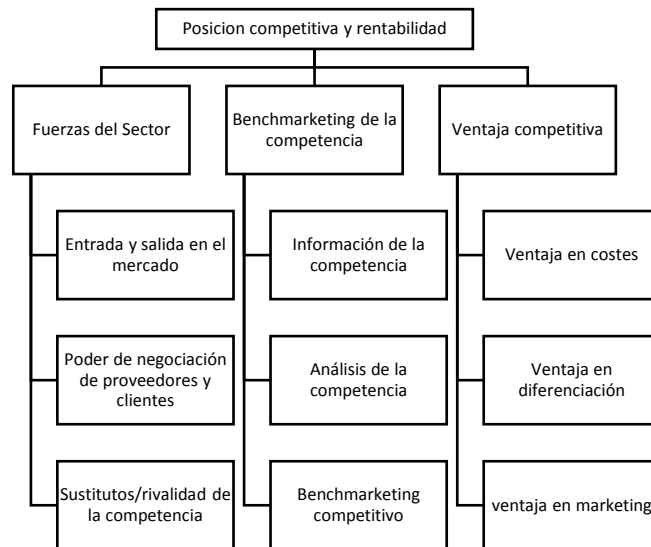 Posicion competitiva y rentabilidad
Fuerzas del Sector
Benchmarketing de la
competencia
Ventaja competitiva
Entrada y salida en el
mercado
Información de la
competencia
Ventaja en costes
Poder de negociación
de proveedores y
clientes
Análisis de la
competencia
Ventaja en
diferenciación
Sustitutos/rivalidad de
la competencia
Benchmarketing
competitivo
ventaja en marketing